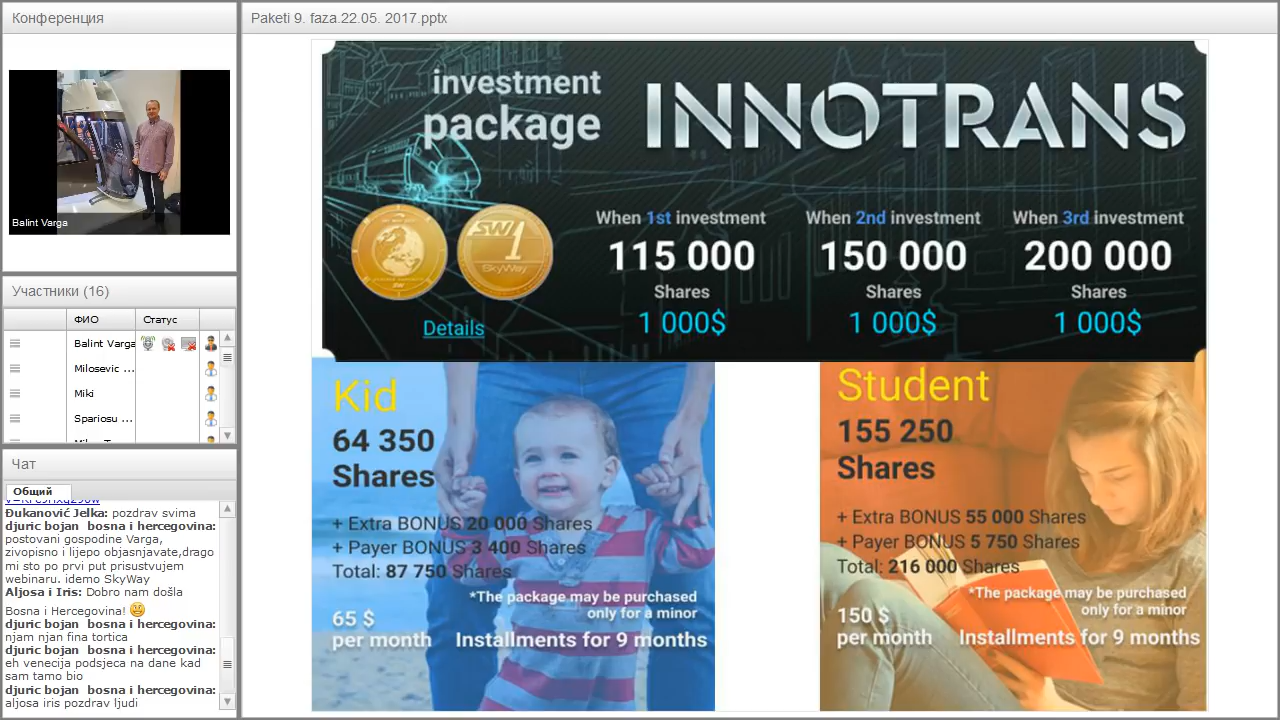 Конференция
Balint Varga
Участники (16)
ФИО
Статус
Balint Varga
Milosevic ...
Miki
Spariosu ...
Чат
Общий
Đukanović Jelka: pozdrav svima
djuric bojan bosna i hercegovina:
postovani gospodine Varga,
zivopisno i lijepo objasnjavate,drago
mi sto po prvi put prisustvujem
webinaru. idemo SkyWay
Aljosa i Iris: Dobro nam došla
Bosna i Hercegovina!
djuric bojan bosna i hercegovina:
njam njan fina tortica
djuric bojan bosna i hercegovina:
eh venecija podsjeca na dane kad
sam tamo bio
djuric bojan bosna i hercegovina:
aljosa iris pozdrav ljudi
Paketi 9. faza.22.05. 2017.pptx
investment
package
INNOTRANS
SW
SW 1
SkyWay
Details
When 1st investment
115 000
Shares
1 000$
When 2nd investment
150 000
Shares
1 000$
When 3rd investment
200 000
Shares
1 000$
Kid
64 350
Shares
+ Extra BONUS 20 000 Shares
+ Payer BONUS 3 400 Shares
Total: 87 750 Shares
*The package may be purchased
only for a minor
65 $
per month
Installments for 9 months
Student
155 250
Shares
+ Extra BONUS 55 000 Shares
+ Payer BONUS 5 750 Shares
Total: 216 000 Shares
*The package may be purchased
only for a minor
150 $
per month
Installments for 9 months